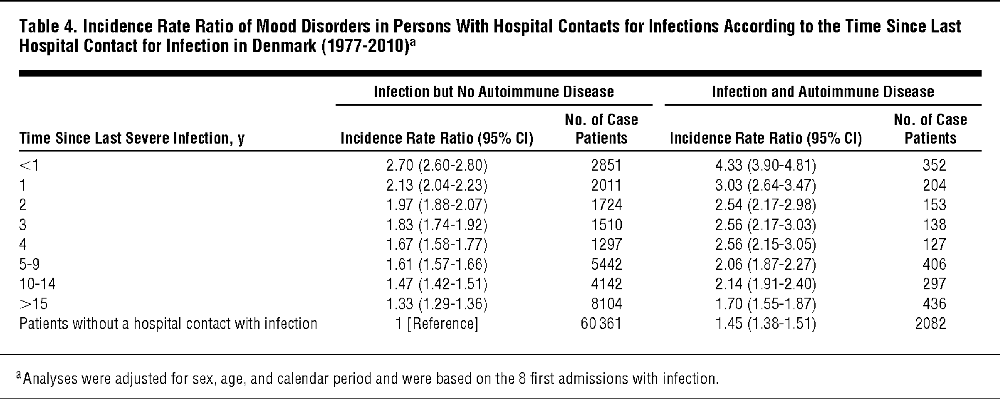 Table 4. Incidence Rate Ratio of Mood Disorders in Persons With Hospital Contacts for Infections According to the Time Since Last
Hospital Contact for Infection in Denmark (1977-2010)a
Infection but No Autoimmune Disease Infection and Autoimmune Disease
No. of Case No. of Case
Time Since Last Severe Infection, y Incidence Rate Ratio (95% CI) Patients Incidence Rate Ratio (95% CI) Patients
<1 2.70 (2.60-2.80) 2851 4.33 (3.90-4.81) 352
1 2.13 (2.04-2.23) 2011 3.03 (2.64-3.47) 204
2 1.97 (1.88-2.07) 1724 2.54 (2.17-2.98) 153
3 1.83 (1.74-1.92) 1510 2.56 (2.17-3.03) 138
4 1.67 (1.58-1.77) 1297 2.56 (2.15-3.05) 127
5-9 1.61 (1.57-1.66) 5442 2.06 (1.87-2.27) 406
10-14 1.47 (1.42-1.51) 4142 2.14 (1.91-2.40) 297
>15 1.33 (1.29-1.36) 8104 1.70 (1.55-1.87) 436
Patients without a hospital contact with infection 1 [Reference] 60 361 1.45 (1.38-1.51) 2082
aAnalyses were adjusted for sex, age, and calendar period and were based on the 8 first admissions with infection.